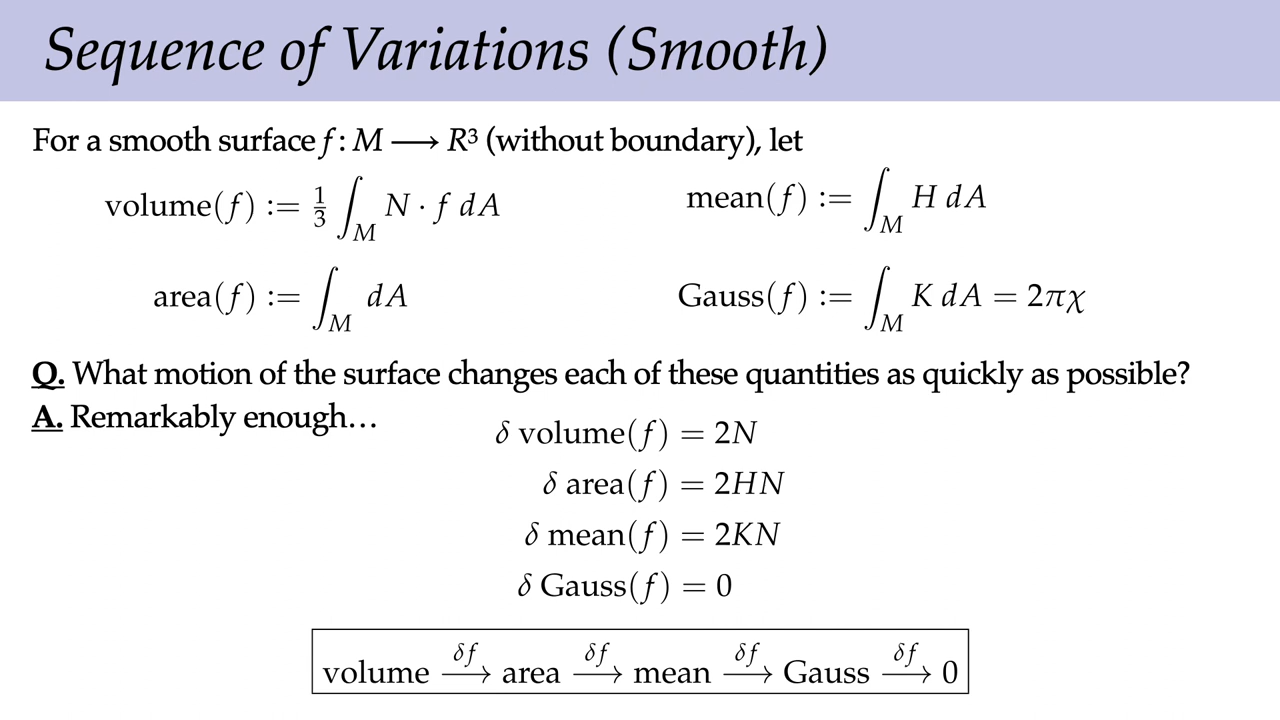 Sequence of Variations (Smooth)
For a smooth surface f : M ⟶ R³ (without boundary), let
volume(f) := 1/3 ∫_M N · f dA
mean(f) := ∫_M H dA
area(f) := ∫_M dA
Gauss(f) := ∫_M K dA = 2πχ
Q. What motion of the surface changes each of these quantities as quickly as possible?
A. Remarkably enough…
δ volume(f) = 2N
δ area(f) = 2HN
δ mean(f) = 2KN
δ Gauss(f) = 0
volume ⟶^{δf} area ⟶^{δf} mean ⟶^{δf} Gauss ⟶^{δf} 0